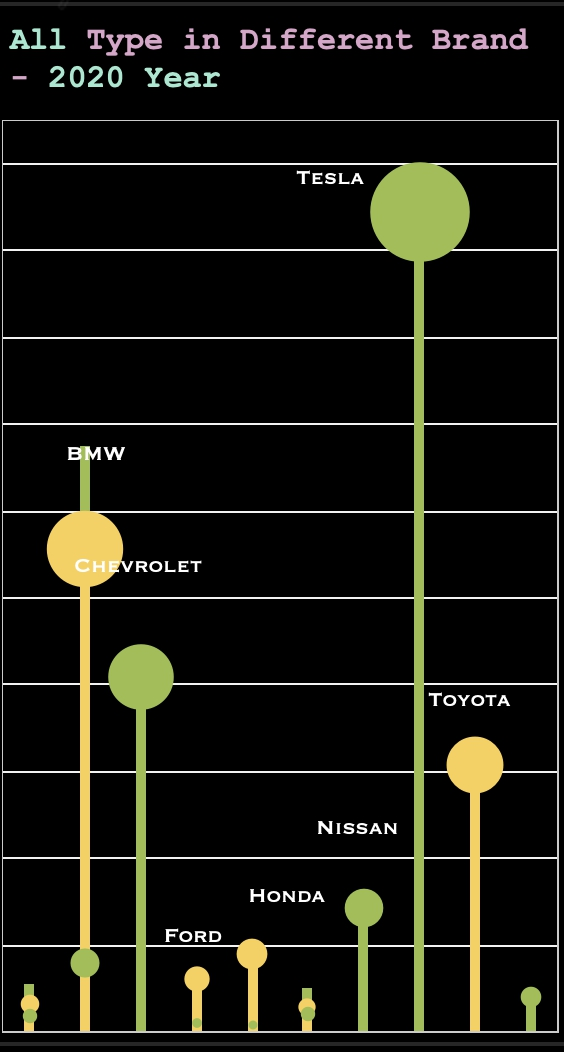 All Type in Different Brand
- 2020 Year
TESLA
BMW
CHEVROLET
TOYOTA
NISSAN
HONDA
FORD